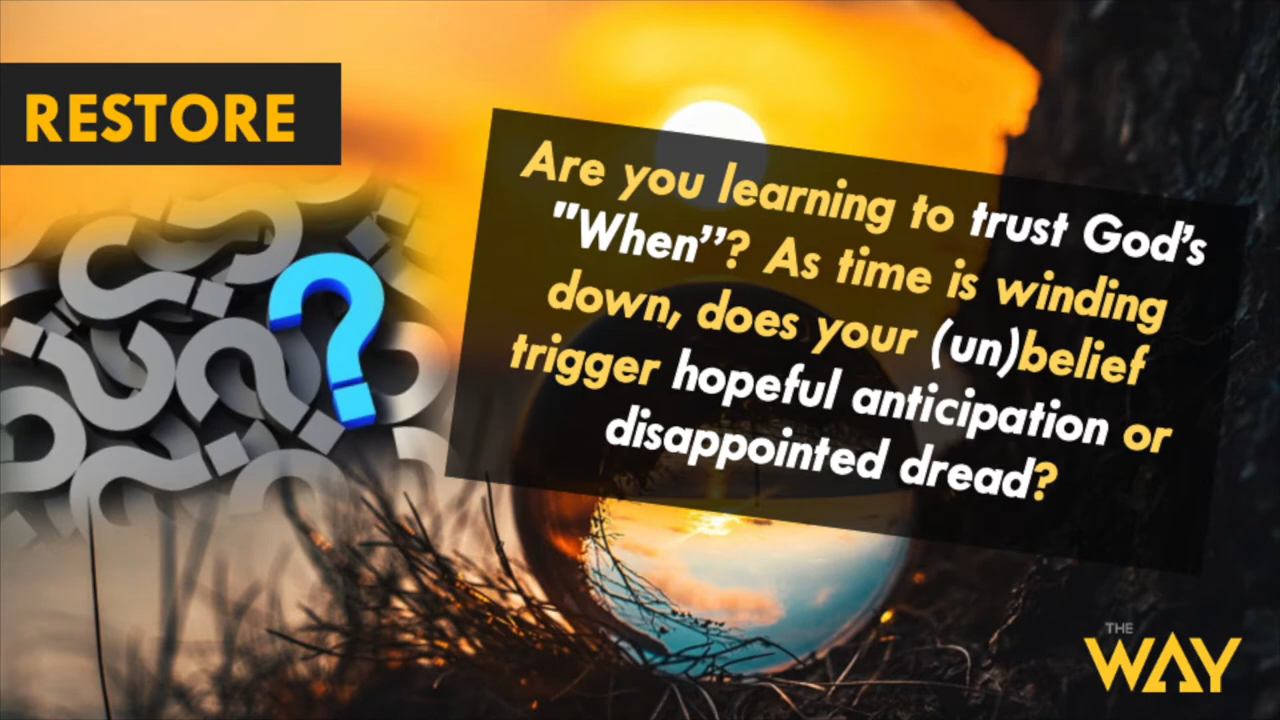 RESTORE
Are you learning to trust God's
"When"? As time is winding
down, does your (un)belief
trigger hopeful anticipation or
disappointed dread?
THE
WAY